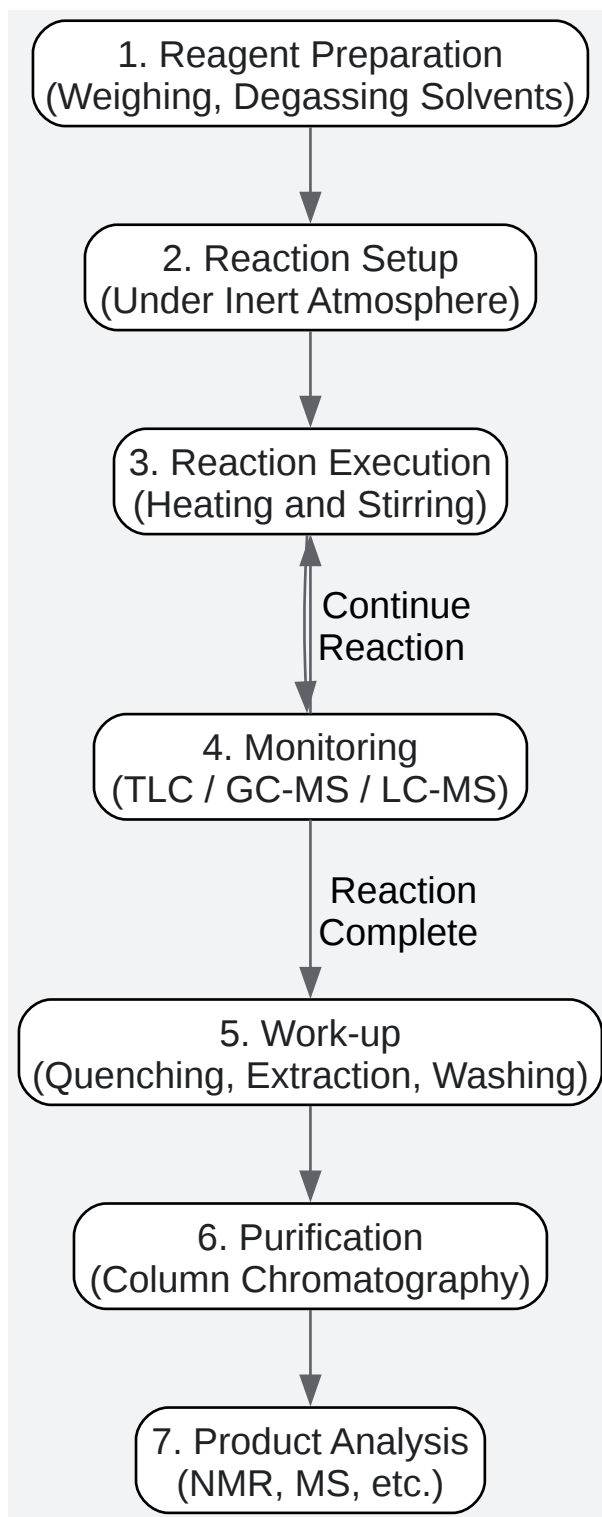 1. Reagent Preparation
(Weighing, Degassing Solvents)
2. Reaction Setup
(Under Inert Atmosphere)
3. Reaction Execution
(Heating and Stirring)
Continue
Reaction
4. Monitoring
(TLC / GC-MS / LC-MS)
Reaction
Complete
5. Work-up
(Quenching, Extraction, Washing)
6. Purification
(Column Chromatography)
7. Product Analysis
(NMR, MS, etc.)